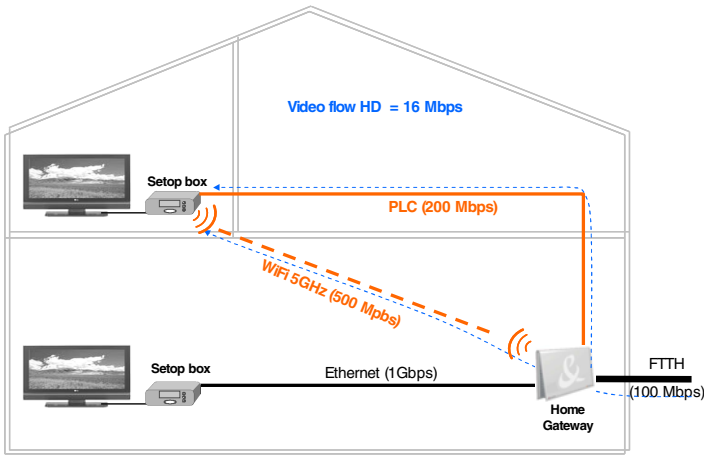 Video flow HD = 16 Mbps
Setop box
PLC (200 Mbps)
WiFi 5GHz (500 Mpbs)
Setop box
Ethernet (1Gbps)
&
FTTH
(100 Mbps)
Home
Gateway